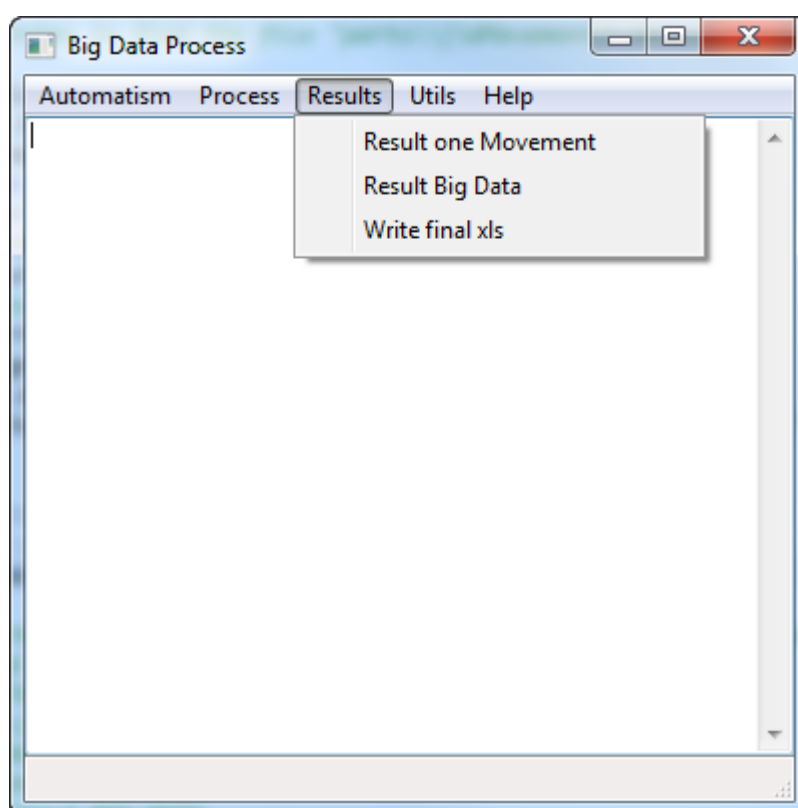 Big Data Process
Automatism Process Results Utils Help
Result one Movement
Result Big Data
Write final xls